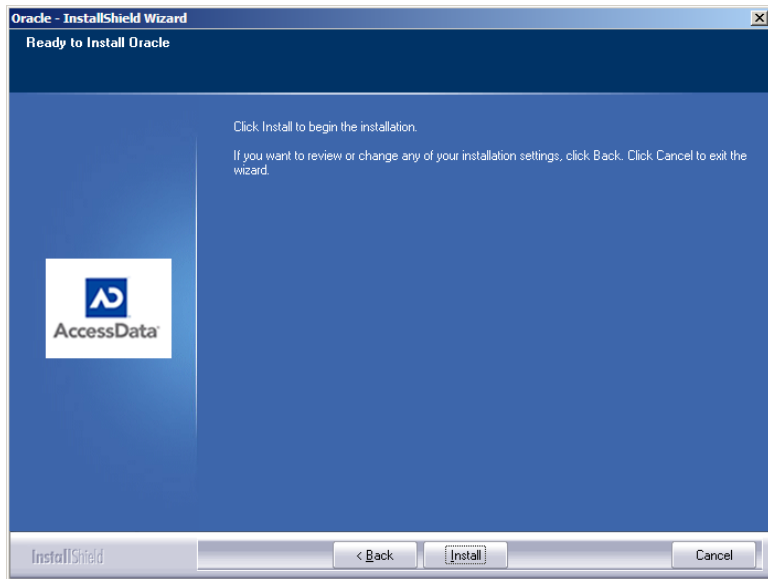 Oracle - InstallShield Wizard
Ready to Install Oracle
Click Install to begin the installation.
If you want to review or change any of your installation settings, click Back. Click Cancel to exit the
wizard.
AccessData
InstallShield
< Back
Install
Cancel